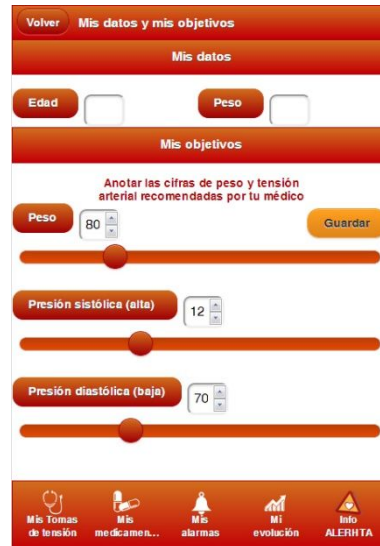 Volver Mis datos y mis objetivos
Mis datos
Edad Peso
Mis objetivos
Anotar las cifras de peso y tensión
arterial recomendadas por tu médico
Peso 80 Guardar
Presión sistólica (alta) 12
Presión diastólica (baja) 70
Mis Tomas Mis Mis Mi Info
de tensión medicamen... alarmas evolución ALERHTA